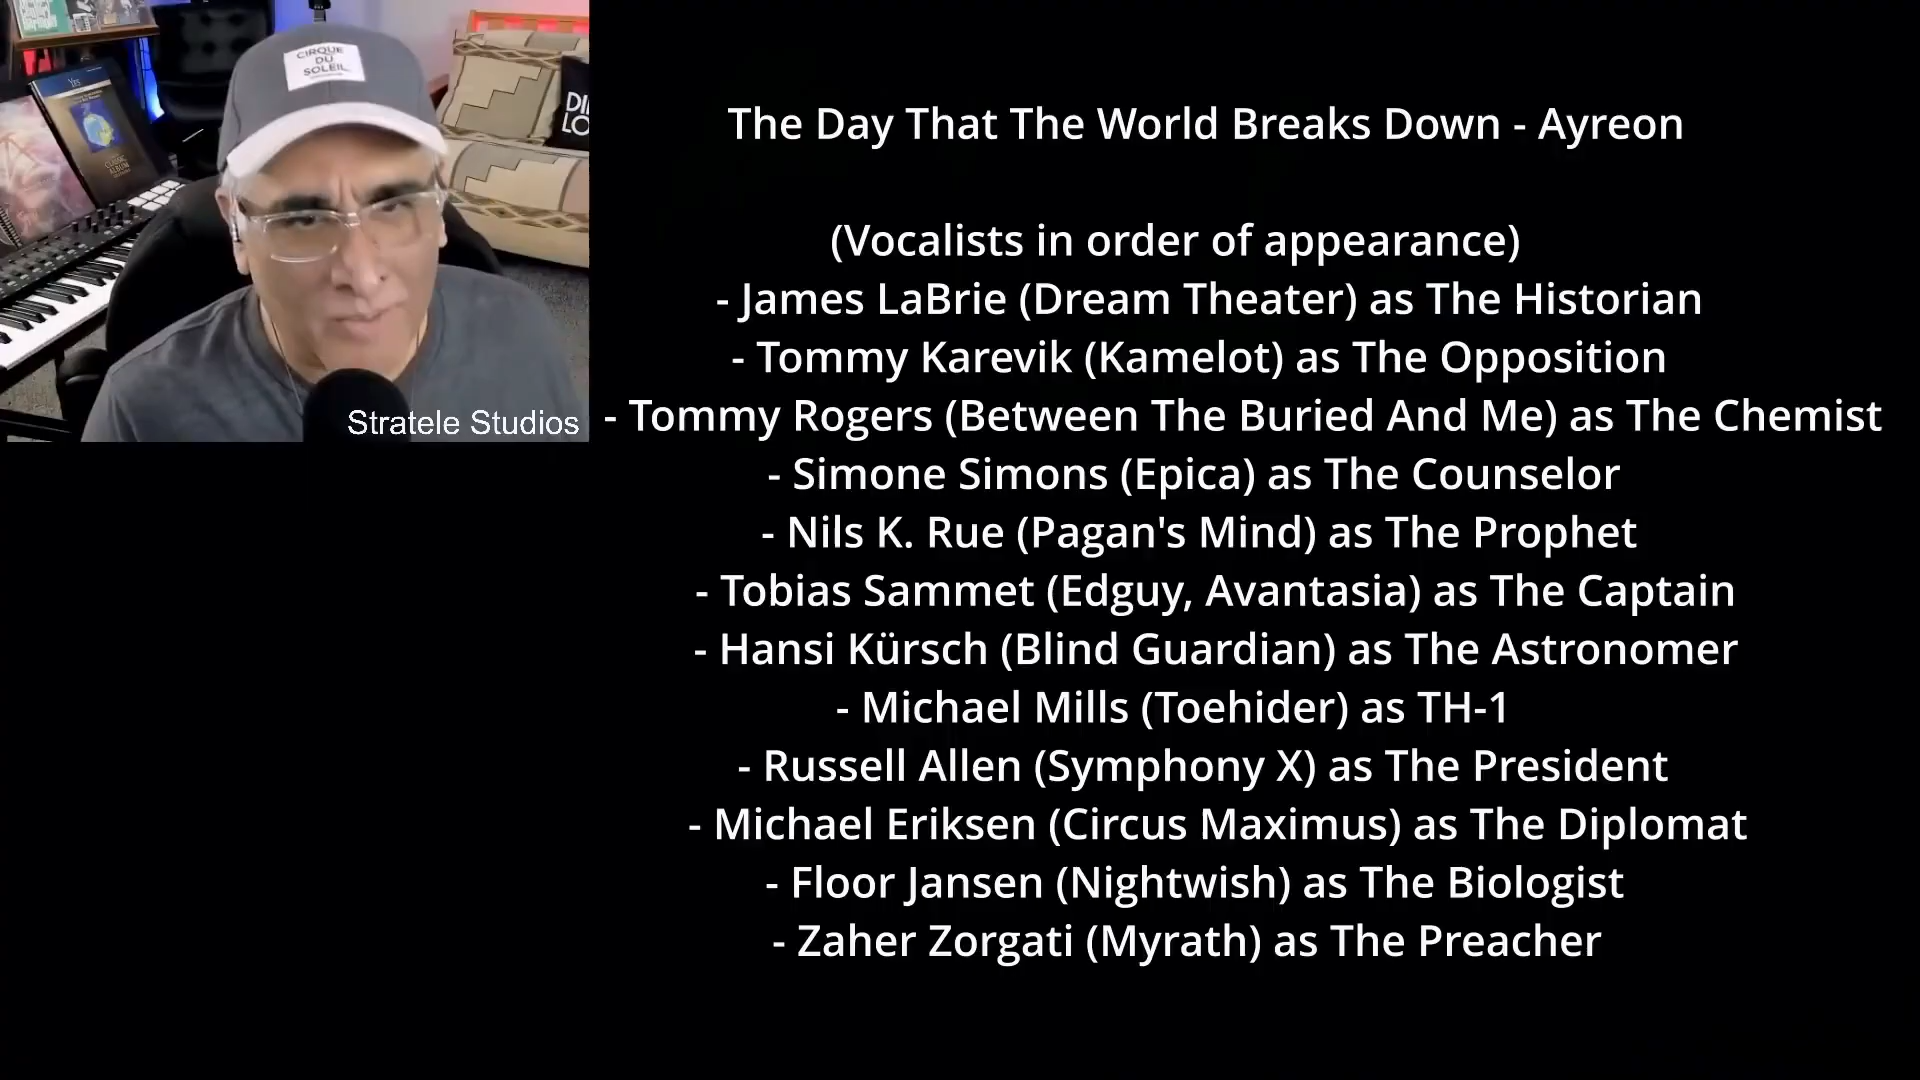 CIRQUE
DU
SOLEIL
Yes
CLASSIC
ALBUM
Stratele Studios
The Day That The World Breaks Down - Ayreon
(Vocalists in order of appearance)
- James LaBrie (Dream Theater) as The Historian
- Tommy Karevik (Kamelot) as The Opposition
- Tommy Rogers (Between The Buried And Me) as The Chemist
- Simone Simons (Epica) as The Counselor
- Nils K. Rue (Pagan's Mind) as The Prophet
- Tobias Sammet (Edguy, Avantasia) as The Captain
- Hansi Kürsch (Blind Guardian) as The Astronomer
- Michael Mills (Toehider) as TH-1
- Russell Allen (Symphony X) as The President
- Michael Eriksen (Circus Maximus) as The Diplomat
- Floor Jansen (Nightwish) as The Biologist
- Zaher Zorgati (Myrath) as The Preacher